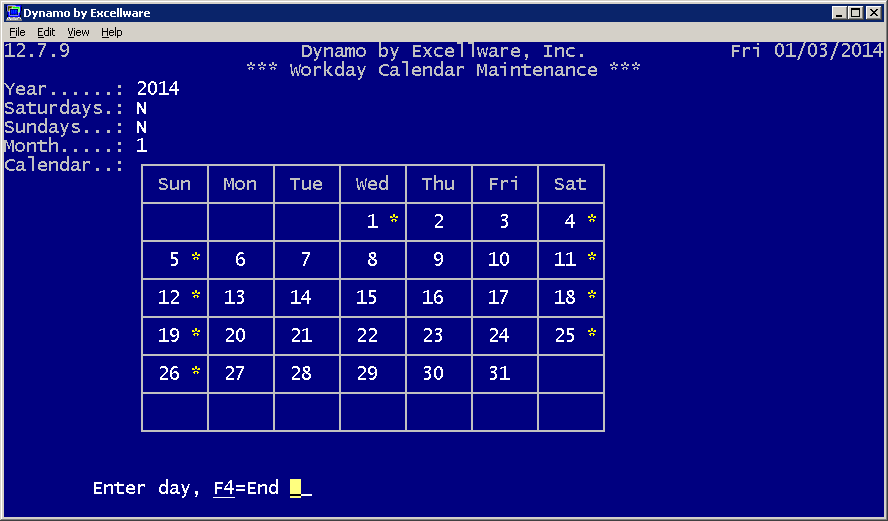 Dynamo by Excellware
File Edit View Help
12.7.9 Dynamo by Excellware, Inc. Fri 01/03/2014
*** Workday Calendar Maintenance ***
Year......: 2014
Saturdays.: N
Sundays...: N
Month.....: 1
Calendar..:
Sun Mon Tue Wed Thu Fri Sat
1 * 2 3 4 *
5 * 6 7 8 9 10 11 *
12 * 13 14 15 16 17 18 *
19 * 20 21 22 23 24 25 *
26 * 27 28 29 30 31
Enter day, F4=End _